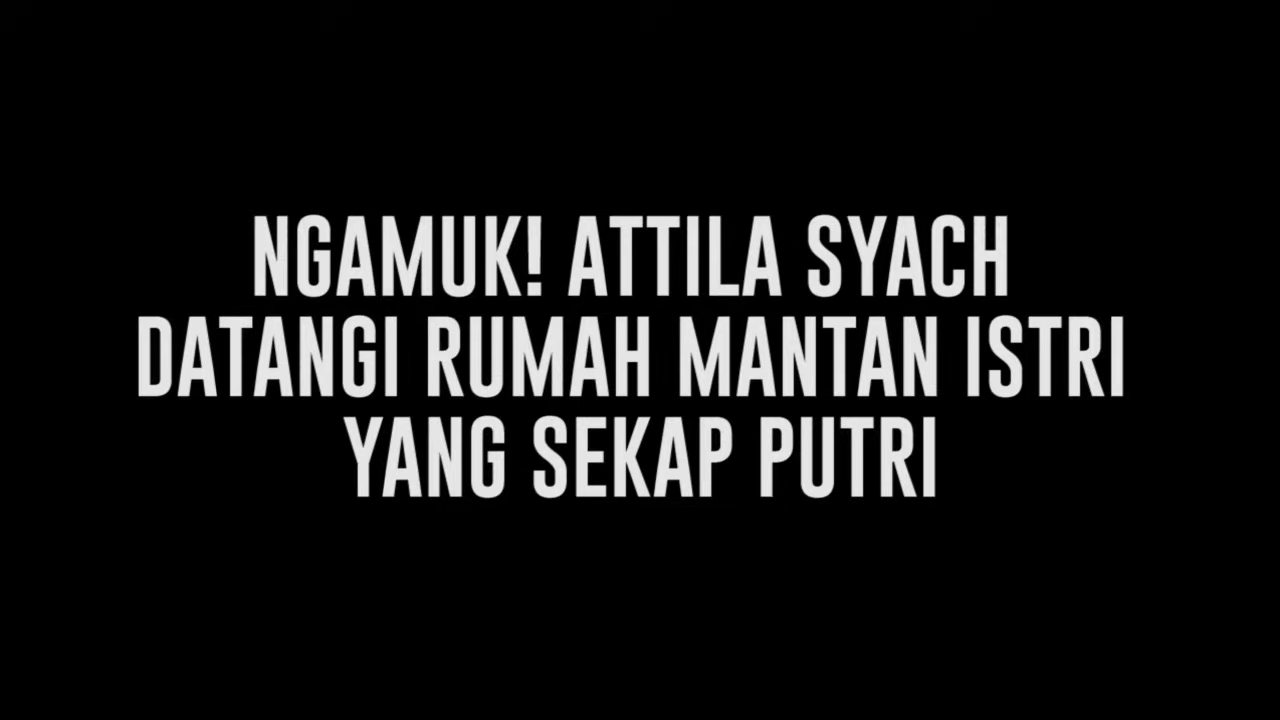 NGAMUK! ATTILA SYACH
DATANGI RUMAH MANTAN ISTRI
YANG SEKAP PUTRI